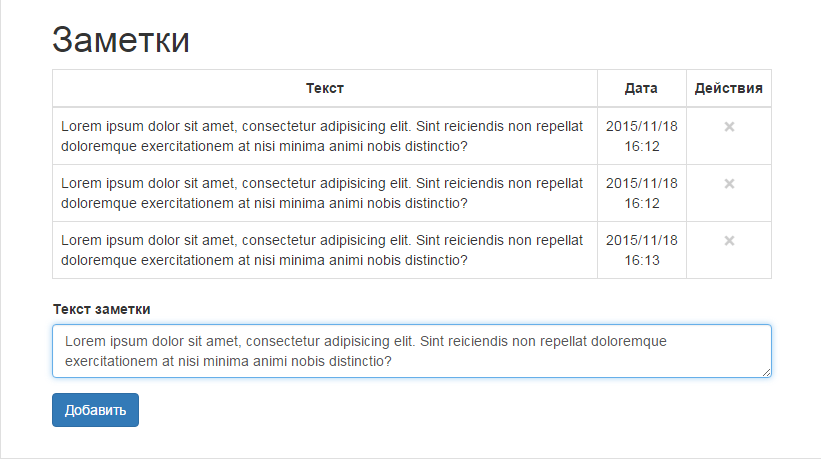 Заметки
Текст Дата Действия
Lorem ipsum dolor sit amet, consectetur adipisicing elit. Sint reiciendis non repellat 2015/11/18
doloremque exercitationem at nisi minima animi nobis distinctio? 16:12
Lorem ipsum dolor sit amet, consectetur adipisicing elit. Sint reiciendis non repellat 2015/11/18
doloremque exercitationem at nisi minima animi nobis distinctio? 16:12
Lorem ipsum dolor sit amet, consectetur adipisicing elit. Sint reiciendis non repellat 2015/11/18
doloremque exercitationem at nisi minima animi nobis distinctio? 16:13
Текст заметки
Lorem ipsum dolor sit amet, consectetur adipisicing elit. Sint reiciendis non repellat doloremque
exercitationem at nisi minima animi nobis distinctio?
Добавить